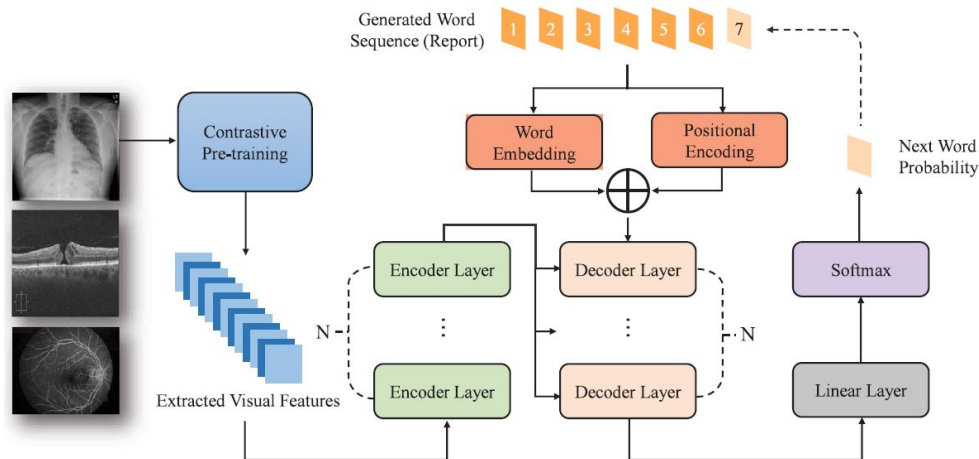 Generated Word
Sequence (Report)
1 2 3 4 5 6 7
Contrastive
Pre-training
Word
Embedding
Positional
Encoding
Next Word
Probability
Encoder Layer
Decoder Layer
Softmax
N
...
...
N
Encoder Layer
Decoder Layer
Linear Layer
Extracted Visual Features